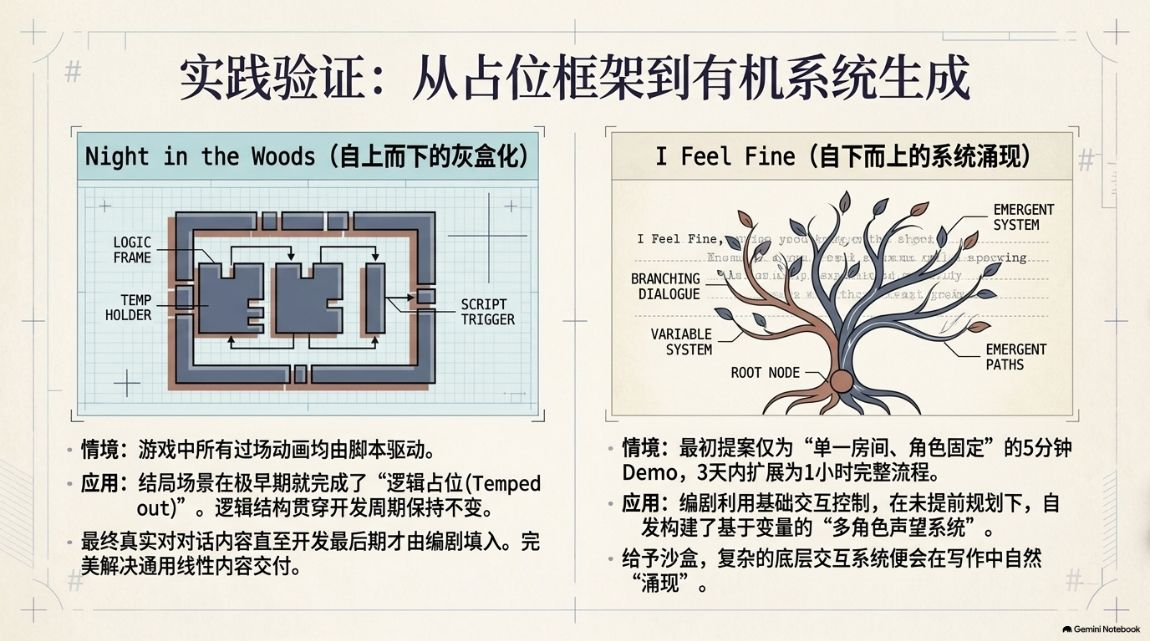 实践验证：从占位框架到有机系统生成
Night in the Woods（自上而下的灰盒化）
LOGIC
FRAME
TEMP
HOLDER
SCRIPT
TRIGGER
• 情境：游戏中所有过场动画均由脚本驱动。
• 应用：结局场景在极早期就完成了“逻辑占位(Temped
out)”。逻辑结构贯穿开发周期保持不变。
• 最终真实对对话内容直至开发最后期才由编剧填入。完
美解决通用线性内容交付。
I Feel Fine（自下而上的系统涌现）
EMERGENT
SYSTEM
I Feel Fine,
BRANCHING
DIALOGUE
VARIABLE
SYSTEM
ROOT NODE
EMERGENT
PATHS
• 情境：最初提案仅为“单一房间、角色固定”的5分钟
Demo，3天内扩展为1小时完整流程。
• 应用：编剧利用基础交互控制，在未提前规划下，自
发构建了基于变量的“多角色声望系统”。
• 给予沙盒，复杂的底层交互系统便会在写作中自然
“涌现”。
Gemini Notebook